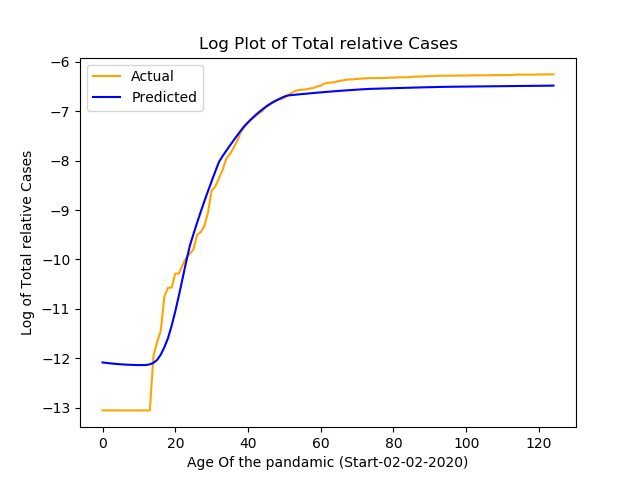 Log Plot of Total relative Cases
Actual
Predicted
Log of Total relative Cases
−6
−7
−8
−9
−10
−11
−12
−13
0 20 40 60 80 100 120
Age Of the pandamic (Start-02-02-2020)